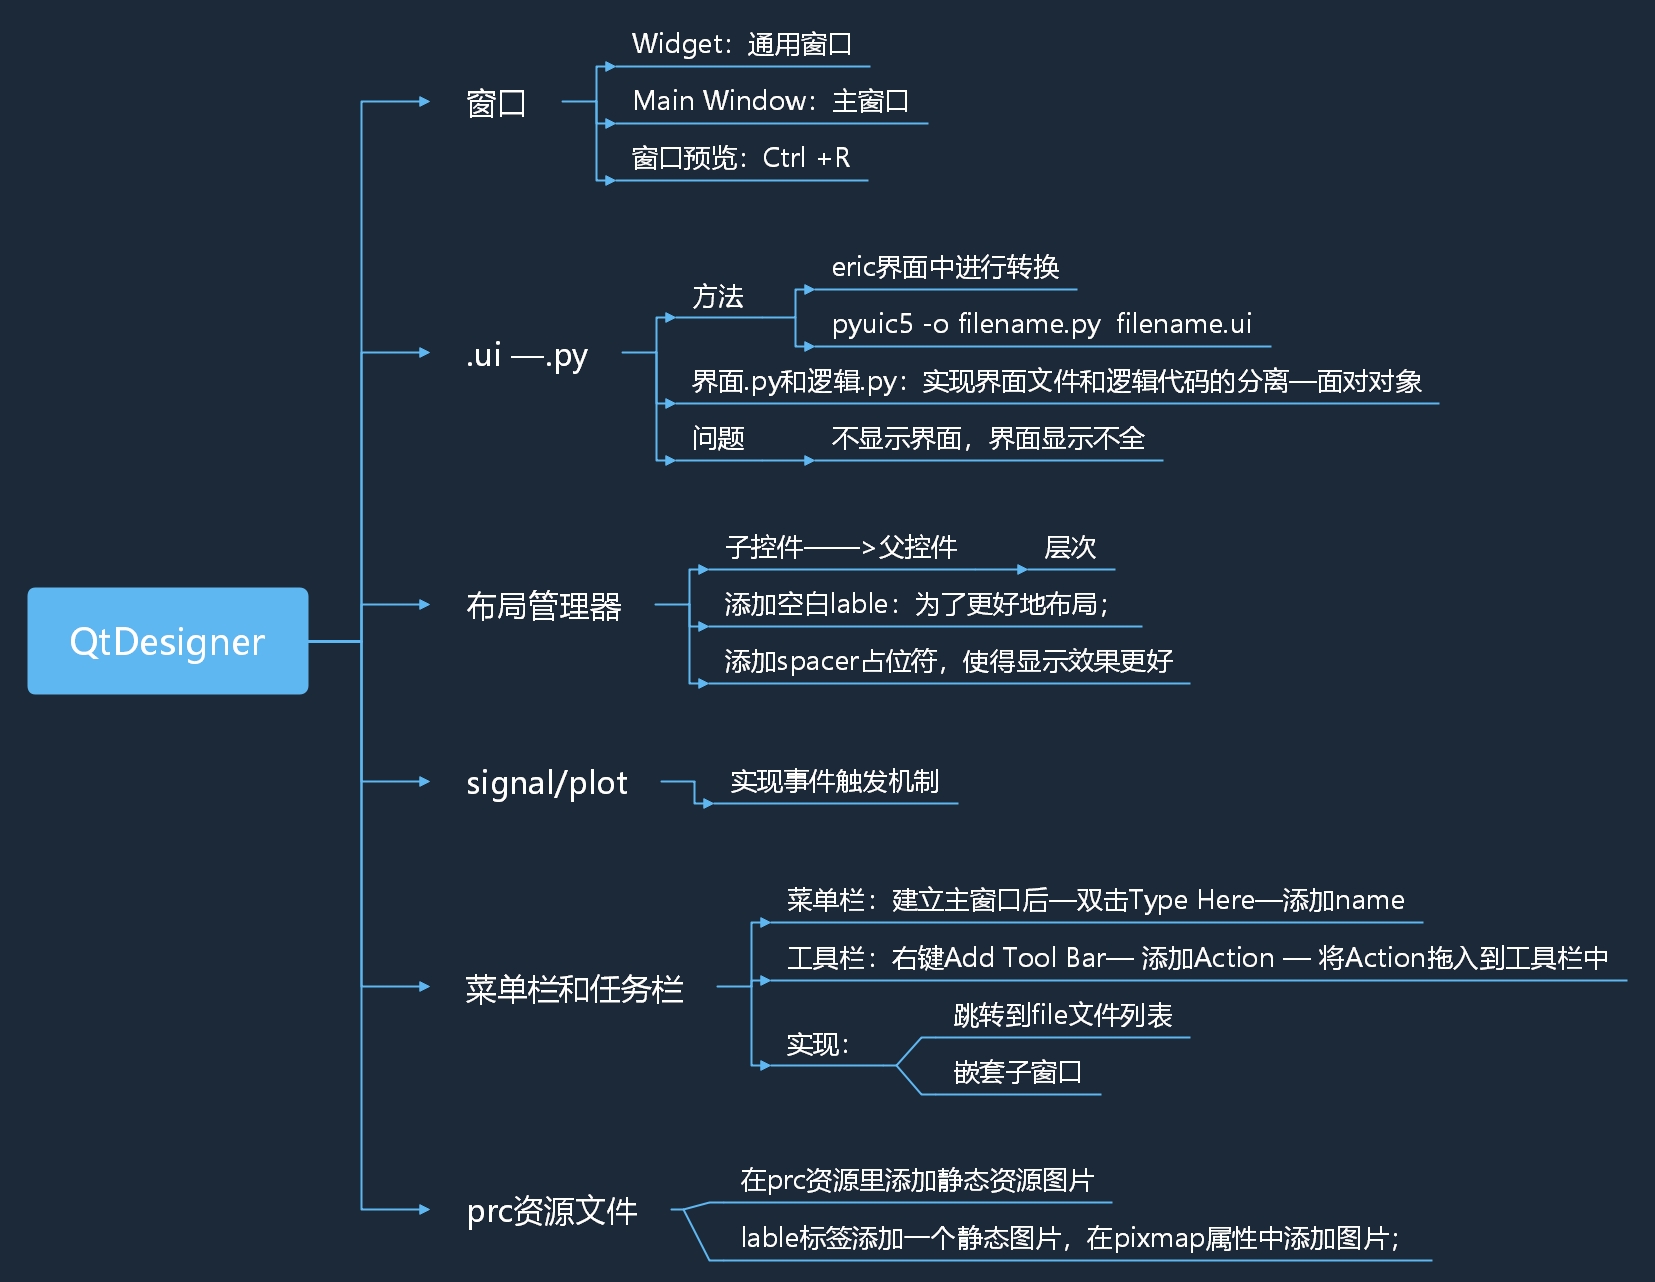 QtDesigner
窗口
Widget：通用窗口
Main Window：主窗口
窗口预览：Ctrl +R
.ui —.py
方法
eric界面中进行转换
pyuic5 -o filename.py  filename.ui
界面.py和逻辑.py：实现界面文件和逻辑代码的分离—面对对象
问题
不显示界面，界面显示不全
布局管理器
子控件——>父控件
层次
添加空白lable：为了更好地布局；
添加spacer占位符，使得显示效果更好
signal/plot
实现事件触发机制
菜单栏和任务栏
菜单栏：建立主窗口后—双击Type Here—添加name
工具栏：右键Add Tool Bar— 添加Action — 将Action拖入到工具栏中
实现：
跳转到file文件列表
嵌套子窗口
prc资源文件
在prc资源里添加静态资源图片
lable标签添加一个静态图片，在pixmap属性中添加图片；